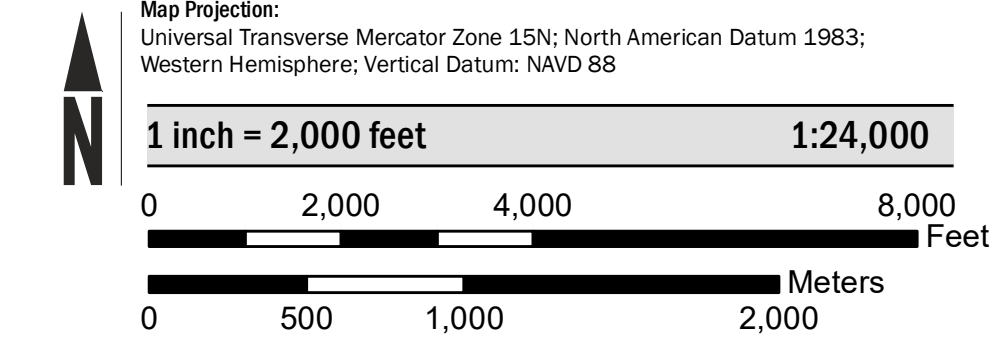 Map Projection:
Universal Transverse Mercator Zone 15N; North American Datum 1983;
Western Hemisphere; Vertical Datum: NAVD 88
N
1 inch = 2,000 feet 1:24,000
0 2,000 4,000 8,000
Feet
Meters
0 500 1,000 2,000